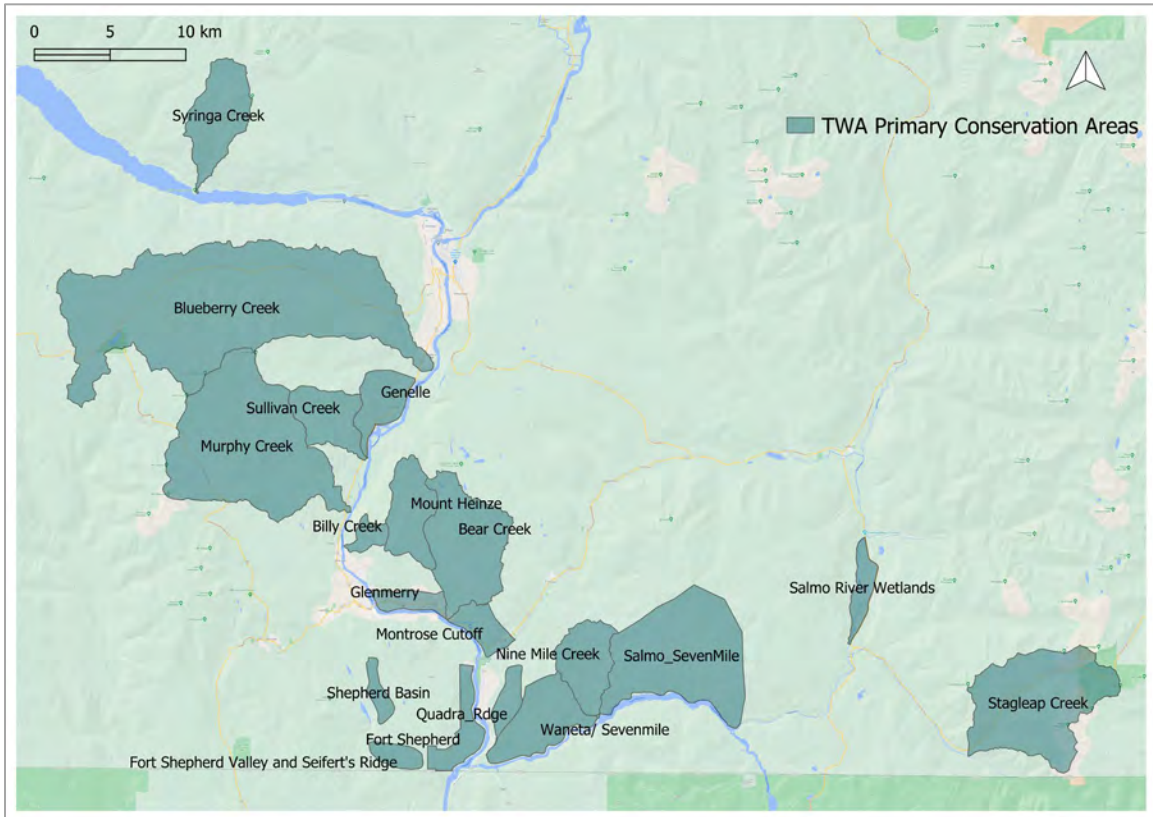 0 5 10 km
Syringa Creek
TWA Primary Conservation Areas
Blueberry Creek
Genelle
Sullivan Creek
Murphy Creek
Mount Heinze
Billy Creek
Bear Creek
Salmo River Wetlands
Glenmerry
Montrose Cutoff
Nine Mile Creek
Salmo_SevenMile
Shepherd Basin
Quadra_Rdge
Stagleap Creek
Waneta/ Sevenmile
Fort Shepherd
Fort Shepherd Valley and Seifert's Ridge